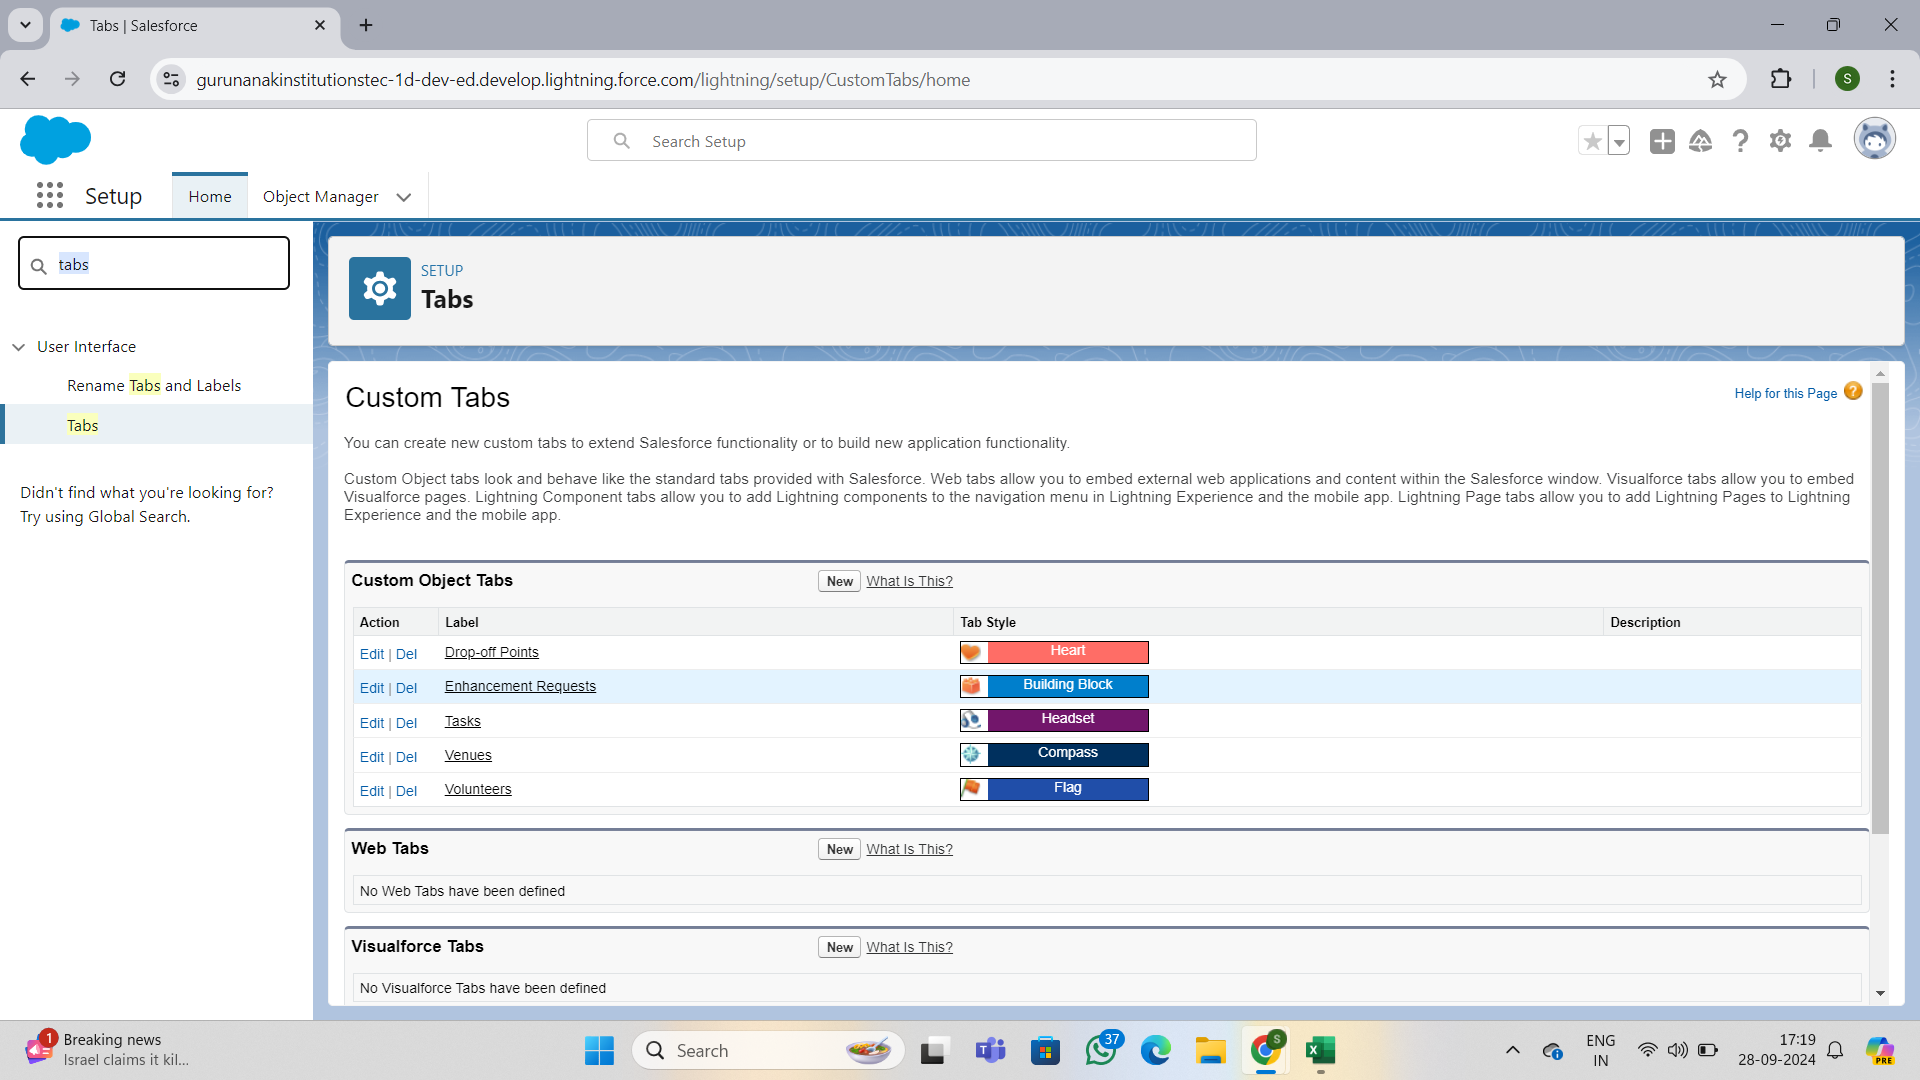 Tabs | Salesforce
gurunanakinstitutionstec-1d-dev-ed.develop.lightning.force.com/lightning/setup/CustomTabs/home
S
Search Setup
Setup
Home
Object Manager
tabs
User Interface
Rename Tabs and Labels
Tabs
Didn't find what you're looking for?
Try using Global Search.
SETUP
Tabs
Custom Tabs
Help for this Page ?
You can create new custom tabs to extend Salesforce functionality or to build new application functionality.
Custom Object tabs look and behave like the standard tabs provided with Salesforce. Web tabs allow you to embed external web applications and content within the Salesforce window. Visualforce tabs allow you to embed
Visualforce pages. Lightning Component tabs allow you to add Lightning components to the navigation menu in Lightning Experience and the mobile app. Lightning Page tabs allow you to add Lightning Pages to Lightning
Experience and the mobile app.
Custom Object Tabs New What Is This?
Action Label Tab Style Description
Edit | Del Drop-off Points Heart
Edit | Del Enhancement Requests Building Block
Edit | Del Tasks Headset
Edit | Del Venues Compass
Edit | Del Volunteers Flag
Web Tabs New What Is This?
No Web Tabs have been defined
Visualforce Tabs New What Is This?
No Visualforce Tabs have been defined
1
Breaking news
Israel claims it kil...
Search
37
S
ENG
IN
17:19
28-09-2024
PRE